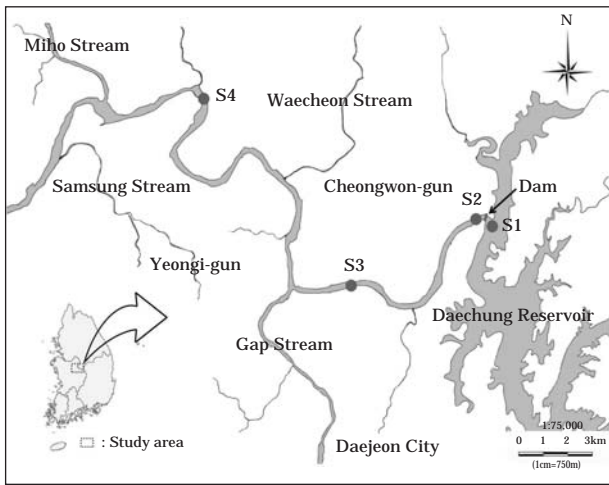 N
Miho Stream
S4
Waecheon Stream
Samsung Stream
Cheongwon-gun
Dam
S2
S1
Yeongi-gun
S3
Daechung Reservoir
Gap Stream
: Study area
Daejeon City
1:75,000
0 1 2 3km
(1cm=750m)